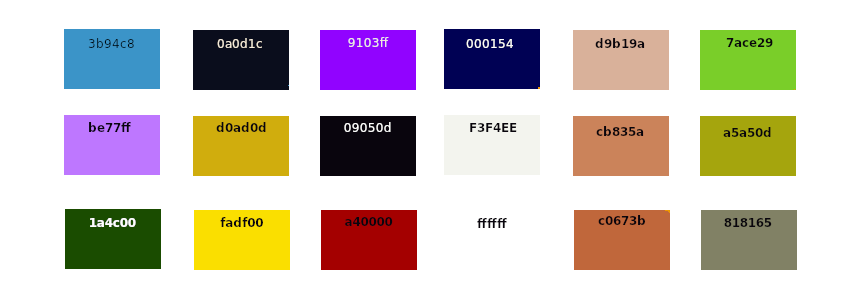 3b94c8
0a0d1c
9103ff
000154
d9b19a
7ace29
be77ff
d0ad0d
09050d
F3F4EE
cb835a
a5a50d
1a4c00
fadf00
a40000
ffffff
c0673b
818165